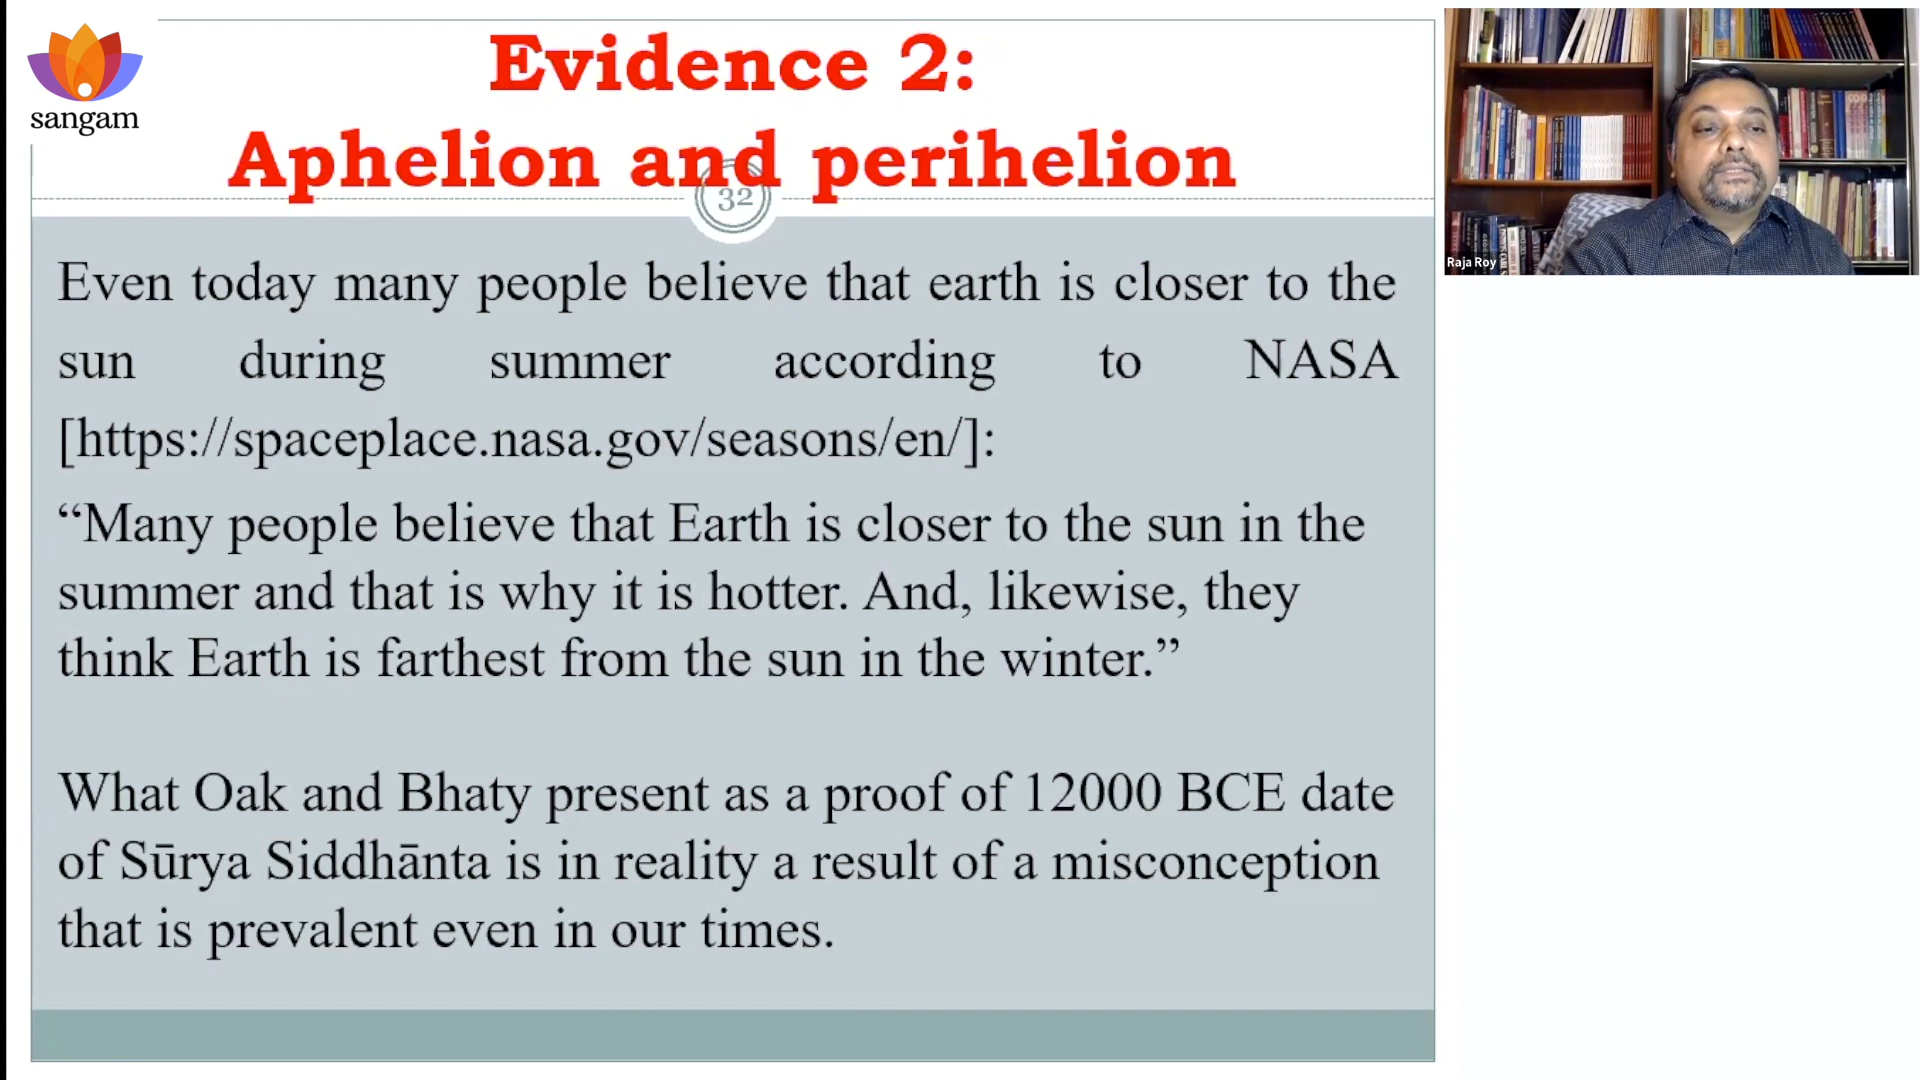 sangam
Evidence 2:
Aphelion and perihelion
32
Even today many people believe that earth is closer to the
sun during summer according to NASA
[https://spaceplace.nasa.gov/seasons/en/]:
“Many people believe that Earth is closer to the sun in the
summer and that is why it is hotter. And, likewise, they
think Earth is farthest from the sun in the winter.”
What Oak and Bhaty present as a proof of 12000 BCE date
of Sūrya Siddhānta is in reality a result of a misconception
that is prevalent even in our times.
Raja Roy